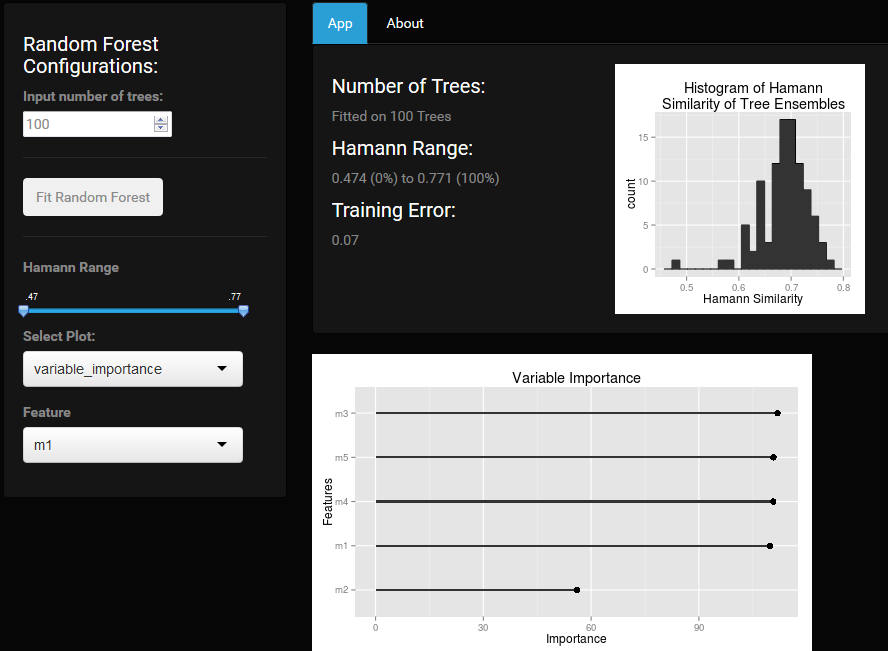 Random Forest
Configurations:
Input number of trees:
100
Fit Random Forest
Hamann Range
.47 .77
Select Plot:
variable_importance
Feature
m1
App About
Number of Trees:
Fitted on 100 Trees
Hamann Range:
0.474 (0%) to 0.771 (100%)
Training Error:
0.07
Histogram of Hamann
Similarity of Tree Ensembles
count
15
10
5
0
0.5 0.6 0.7 0.8
Hamann Similarity
Variable Importance
Features
m3
m5
m4
m1
m2
0 30 60 90
Importance